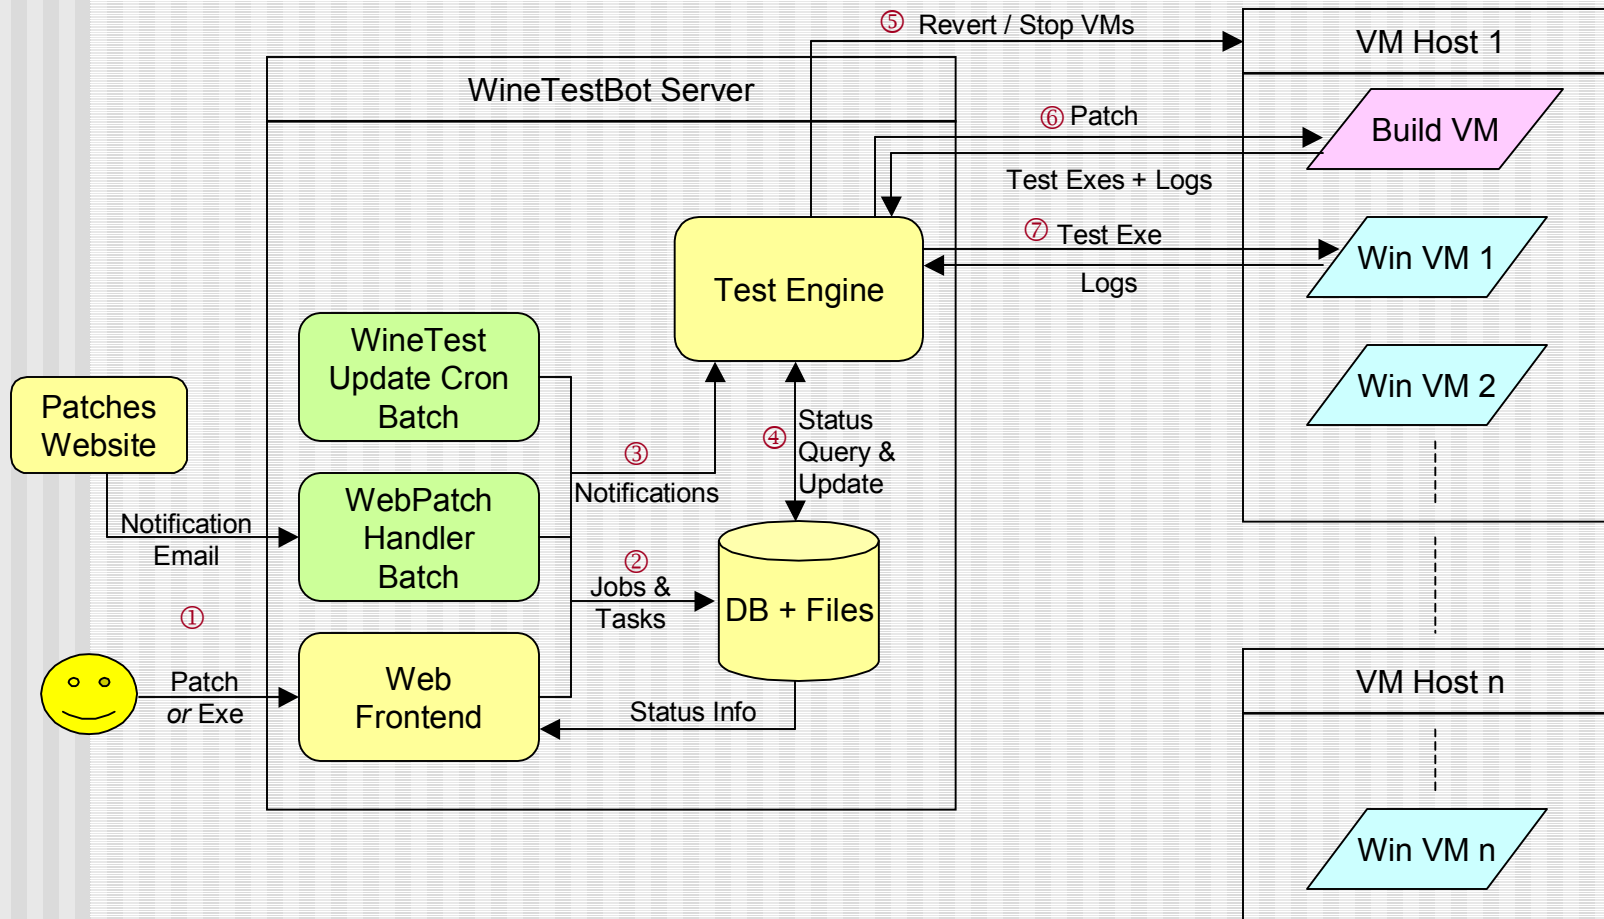 ⑤ Revert / Stop VMs
VM Host 1
WineTestBot Server
⑥ Patch
Build VM
Test Exes + Logs
⑦ Test Exe
Logs
Win VM 1
Test Engine
WineTest
Update Cron
Batch
Win VM 2
Patches
Website
Status
④ Query &
Update
③
Notifications
WebPatch
Handler
Batch
Notification
Email
②
Jobs &
Tasks
DB + Files
①
Patch
or Exe
Web
Frontend
Status Info
VM Host n
Win VM n